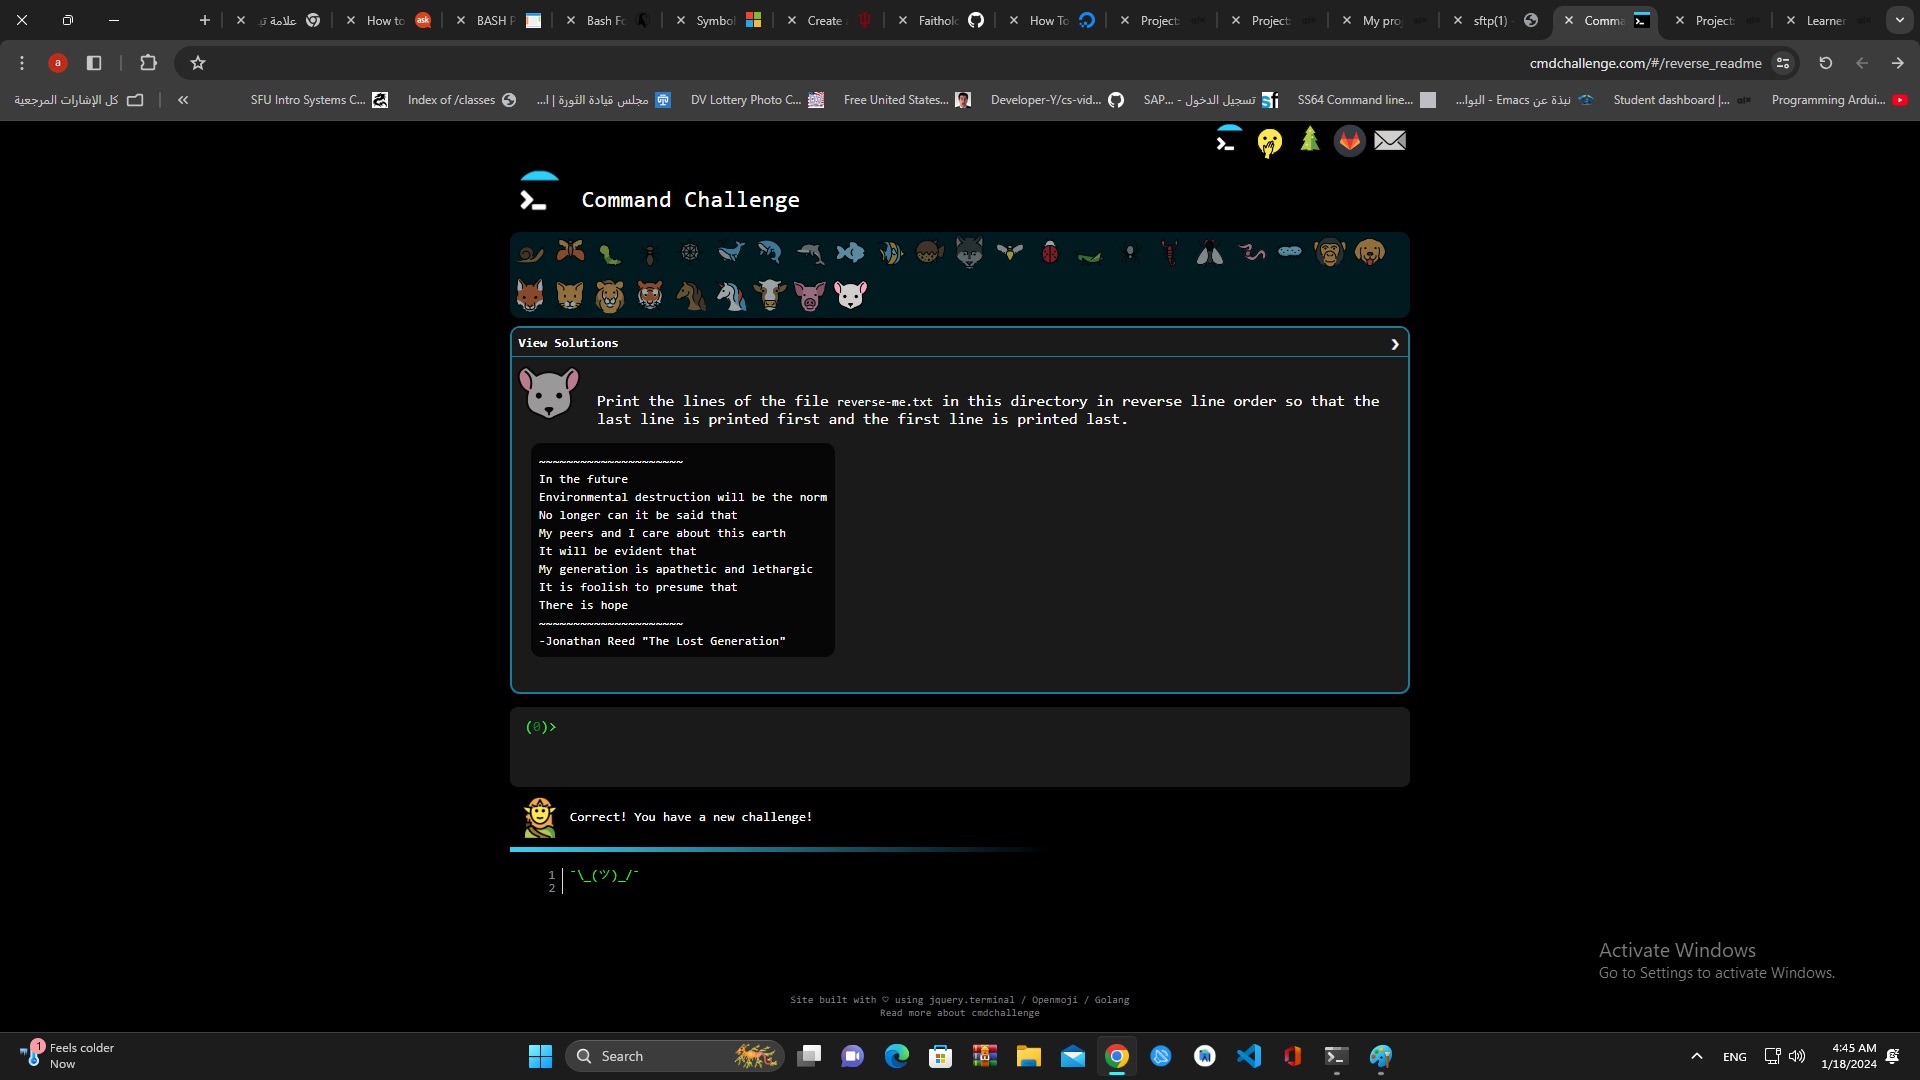 علامة تب
How to
BASH P
Bash Fo
Symbol
Create
Faithol
How To
Project
Project
My pro
sftp(1)
Comma
Project
Learner
a
cmdchallenge.com/#/reverse_readme
كل الإشارات المرجعية
«
SFU Intro Systems C...
Index of /classes
مجلس قيادة الثورة | ا...
DV Lottery Photo C...
Free United States...
Developer-Y/cs-vid...
تسجيل الدخول - SAP...
SS64 Command line...
نبذة عن Emacs - البوا...
Student dashboard |...
Programming Ardui...
Command Challenge
View Solutions
Print the lines of the file reverse-me.txt in this directory in reverse line order so that the
last line is printed first and the first line is printed last.
~~~~~~~~~~~~~~~~~~~~~
In the future
Environmental destruction will be the norm
No longer can it be said that
My peers and I care about this earth
It will be evident that
My generation is apathetic and lethargic
It is foolish to presume that
There is hope
~~~~~~~~~~~~~~~~~~~~~
-Jonathan Reed "The Lost Generation"
(0)>
Correct! You have a new challenge!
1 ¯\_(ツ)_/¯
2
Activate Windows
Go to Settings to activate Windows.
Site built with ♡ using jquery.terminal / Openmoji / Golang
Read more about cmdchallenge
1
Feels colder
Now
Search
ENG
4:45 AM
1/18/2024